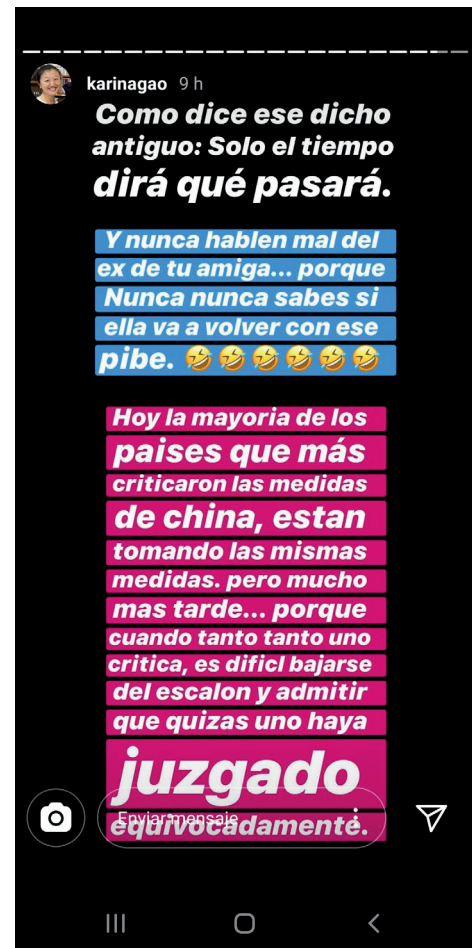 karinagao 9 h
Como dice ese dicho
antiguo: Solo el tiempo
dirá qué pasará.
Y nunca hablen mal del
ex de tu amiga... porque
Nunca nunca sabes si
ella va a volver con ese
pibe. 🤣🤣🤣🤣🤣🤣
Hoy la mayoria de los
paises que más
criticaron las medidas
de china, estan
tomando las mismas
medidas. pero mucho
mas tarde... porque
cuando tanto tanto uno
critica, es dificl bajarse
del escalon y admitir
que quizas uno haya
juzgado
Enviar mensaje
equivocadamente.